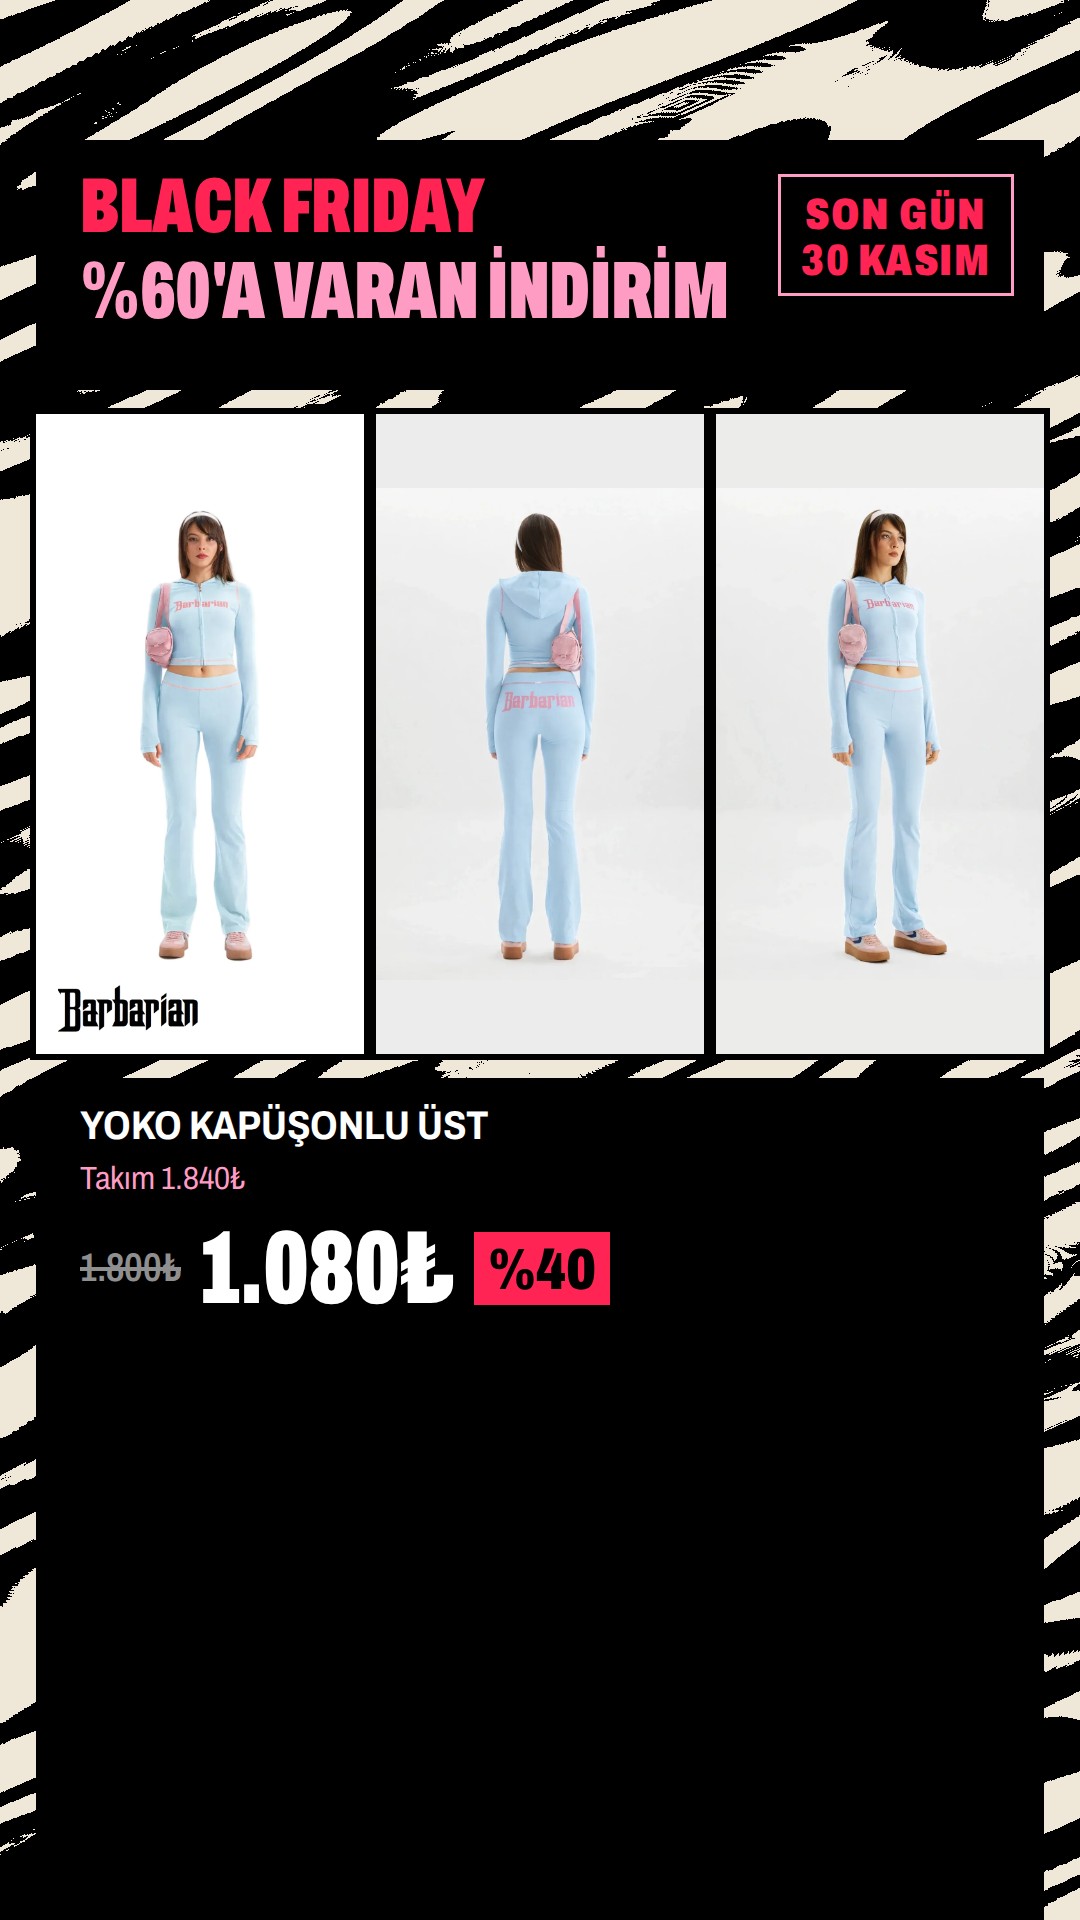 BLACK FRIDAY
%60'A VARAN İNDİRİM
SON GÜN
30 KASIM
Barbarian
Barbarian
Barbarian
Barbarian
YOKO KAPÜŞONLU ÜST
Takım 1.840₺
1.800₺ 1.080₺ %40